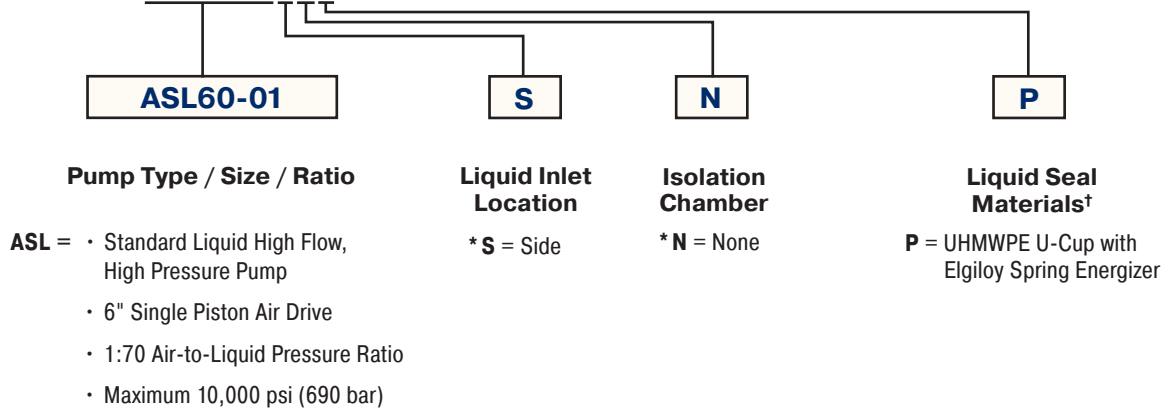 ASL60-01 S N P
Pump Type / Size / Ratio
ASL = • Standard Liquid High Flow,
High Pressure Pump
• 6" Single Piston Air Drive
• 1:70 Air-to-Liquid Pressure Ratio
• Maximum 10,000 psi (690 bar)
Liquid Inlet
Location
* S = Side
Isolation
Chamber
* N = None
Liquid Seal
Materials†
P = UHMWPE U-Cup with
Elgiloy Spring Energizer